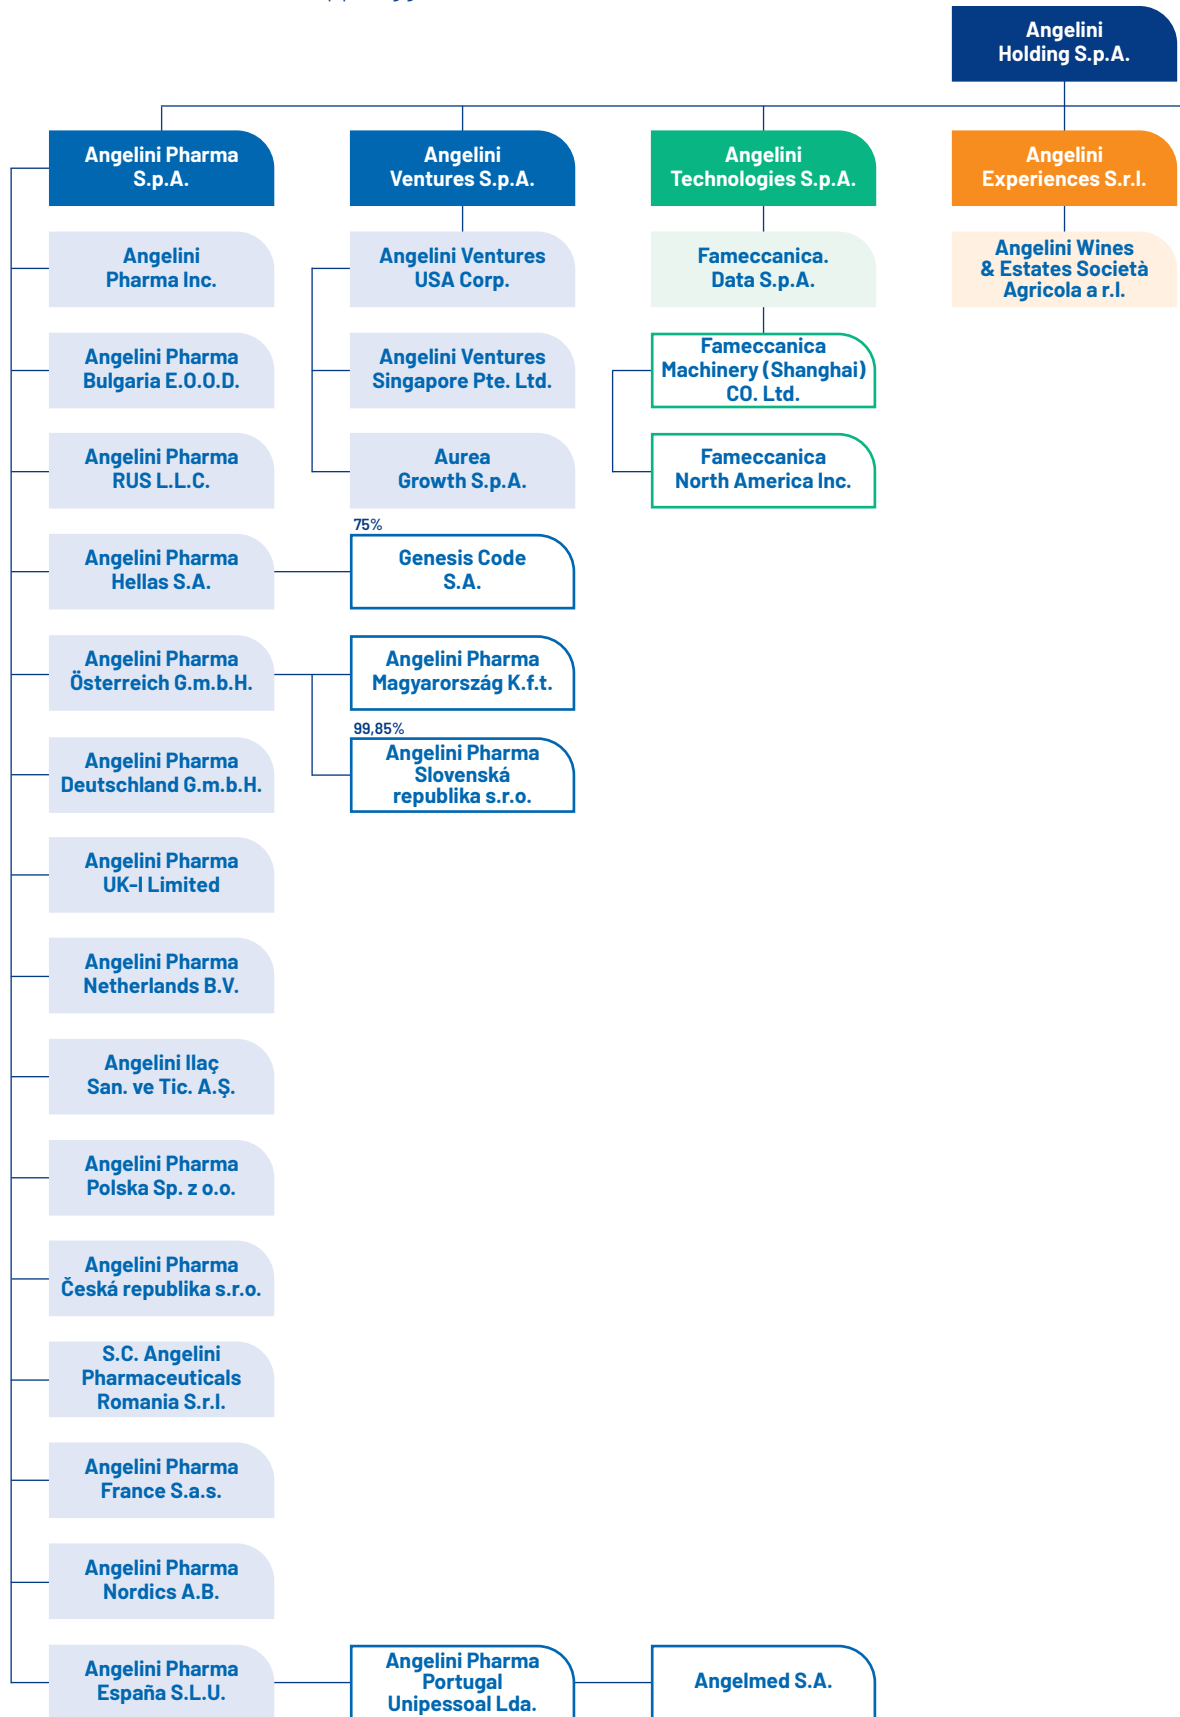 Angelini
Holding S.p.A.
Angelini Pharma
S.p.A.
Angelini
Ventures S.p.A.
Angelini
Technologies S.p.A.
Angelini
Experiences S.r.l.
Angelini
Pharma Inc.
Angelini Ventures
USA Corp.
Fameccanica.
Data S.p.A.
Angelini Wines
& Estates Società
Agricola a r.l.
Angelini Pharma
Bulgaria E.O.O.D.
Angelini Ventures
Singapore Pte. Ltd.
Fameccanica
Machinery (Shanghai)
CO. Ltd.
Angelini Pharma
RUS L.L.C.
Aurea
Growth S.p.A.
Fameccanica
North America Inc.
Angelini Pharma
Hellas S.A.
75%
Genesis Code
S.A.
Angelini Pharma
Österreich G.m.b.H.
Angelini Pharma
Magyarország K.f.t.
99,85%
Angelini Pharma
Slovenská
republika s.r.o.
Angelini Pharma
Deutschland G.m.b.H.
Angelini Pharma
UK-I Limited
Angelini Pharma
Netherlands B.V.
Angelini Ilaç
San. ve Tic. A.Ş.
Angelini Pharma
Polska Sp. z o.o.
Angelini Pharma
Česká republika s.r.o.
S.C. Angelini
Pharmaceuticals
Romania S.r.l.
Angelini Pharma
France S.a.s.
Angelini Pharma
Nordics A.B.
Angelini Pharma
España S.L.U.
Angelini Pharma
Portugal
Unipessoal Lda.
Angelmed S.A.